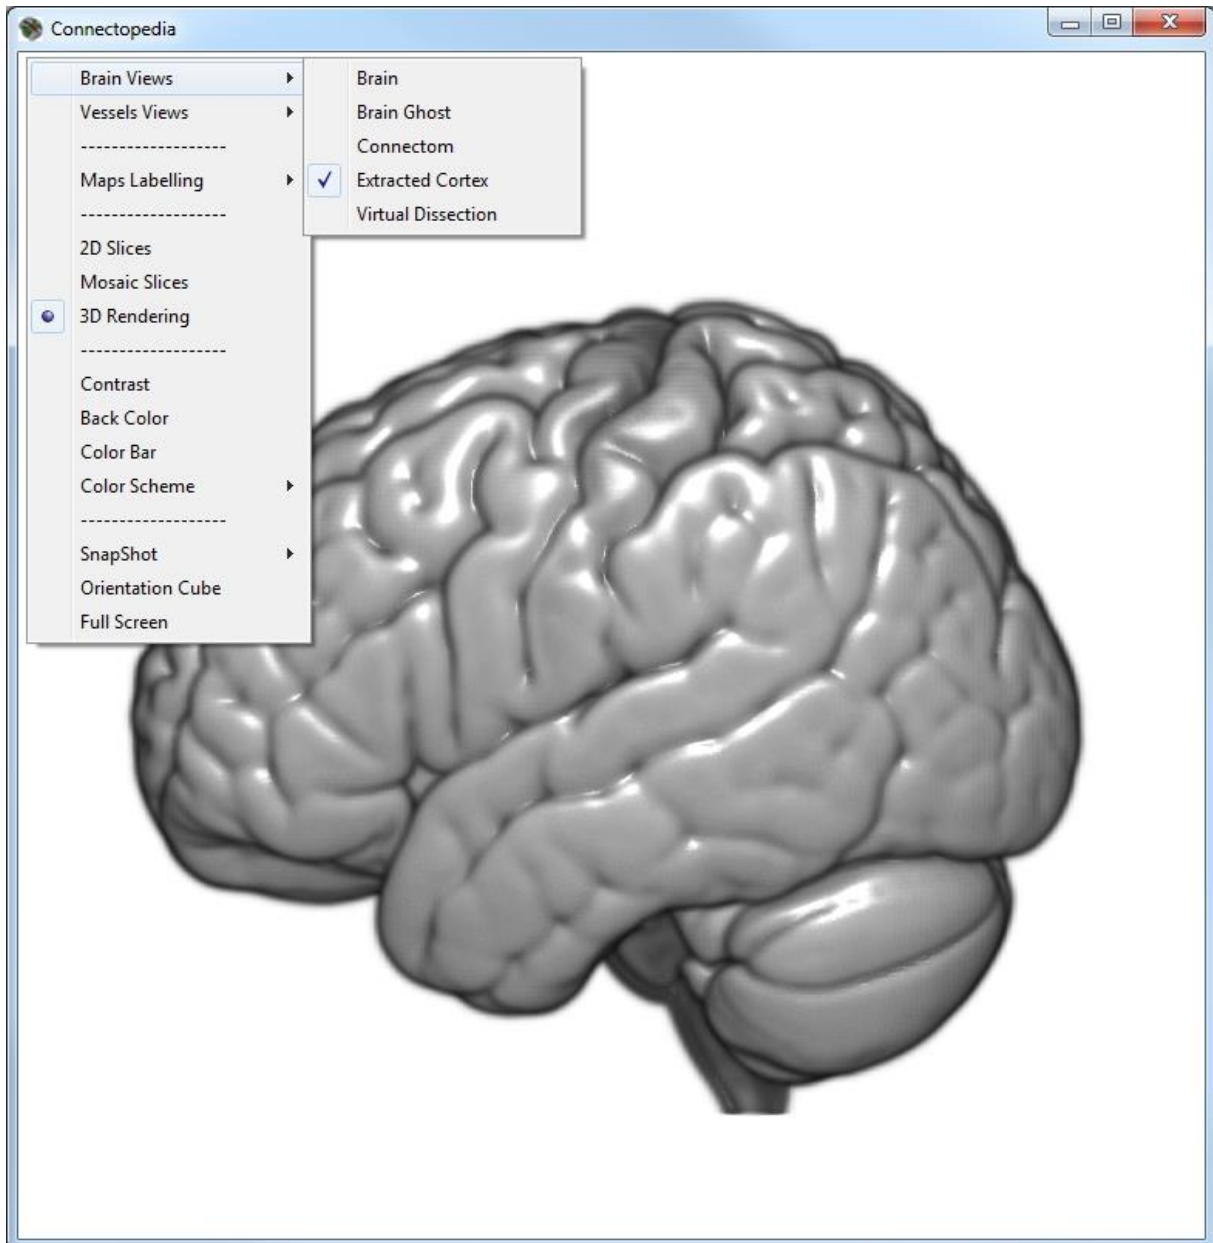 Connectopedia
Brain Views
Vessels Views
-------------------
Maps Labelling
-------------------
2D Slices
Mosaic Slices
3D Rendering
-------------------
Contrast
Back Color
Color Bar
Color Scheme
-------------------
SnapShot
Orientation Cube
Full Screen
Brain
Brain Ghost
Connectom
Extracted Cortex
Virtual Dissection